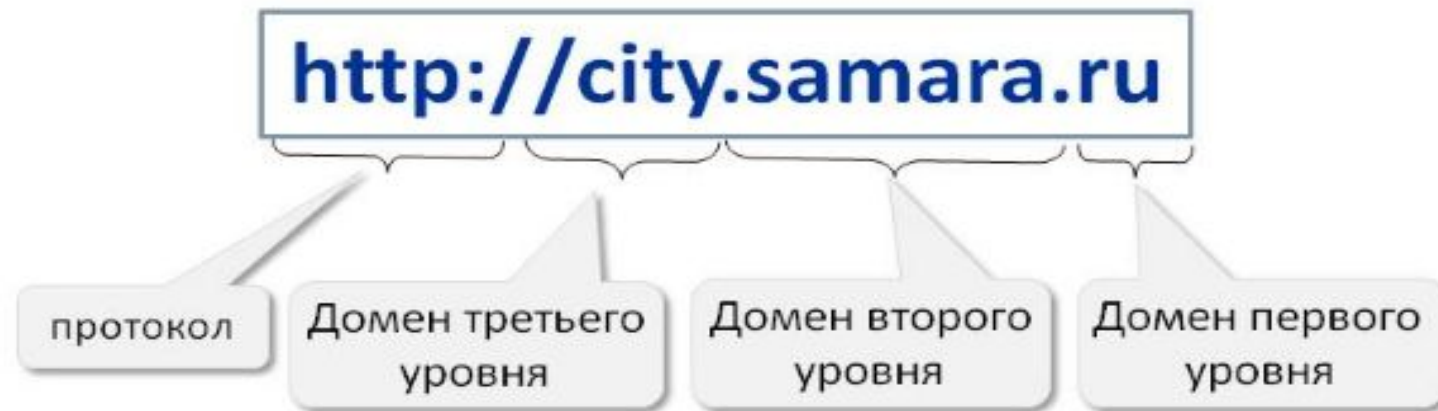 http://city.samara.ru
протокол
Домен третьего
уровня
Домен второго
уровня
Домен первого
уровня